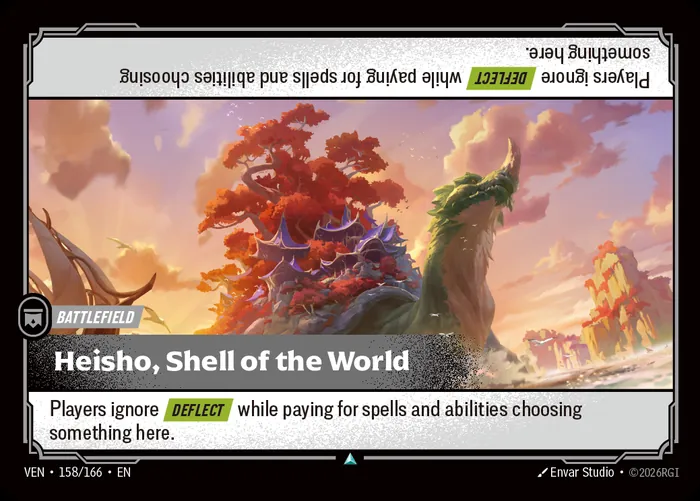 Players ignore DEFLECT while paying for spells and abilities choosing
something here.
BATTLEFIELD
Heisho, Shell of the World
Players ignore DEFLECT while paying for spells and abilities choosing
something here.
VEN • 158/166 • EN
Envar Studio • ©2026RGI